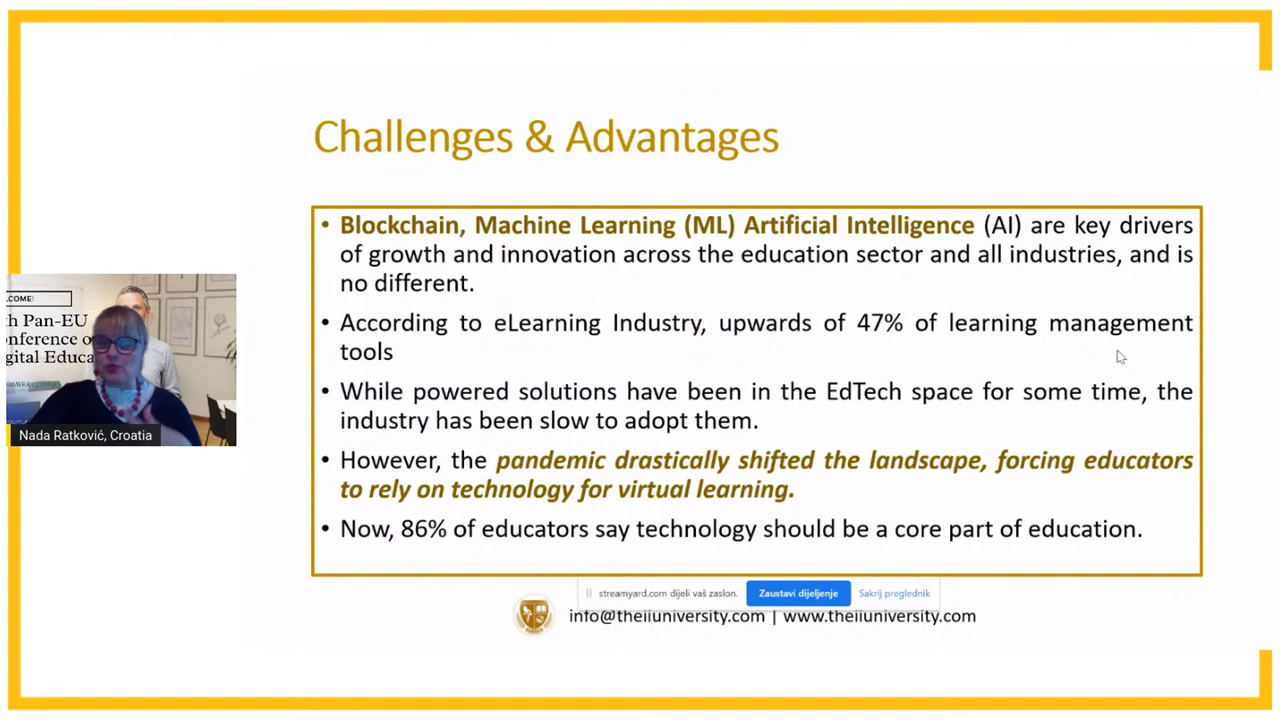 Challenges & Advantages
• Blockchain, Machine Learning (ML) Artificial Intelligence (AI) are key drivers
of growth and innovation across the education sector and all industries, and is
no different.
• According to eLearning Industry, upwards of 47% of learning management
tools
• While powered solutions have been in the EdTech space for some time, the
industry has been slow to adopt them.
• However, the pandemic drastically shifted the landscape, forcing educators
to rely on technology for virtual learning.
• Now, 86% of educators say technology should be a core part of education.
streamyard.com dijeli vaš zaslon. Zaustavi dijeljenje Sakrij preglednik
info@theiiuniversity.com | www.theiiuniversity.com
LCOME!
th Pan-EU
onference o
gital Educa
Nada Ratković, Croatia